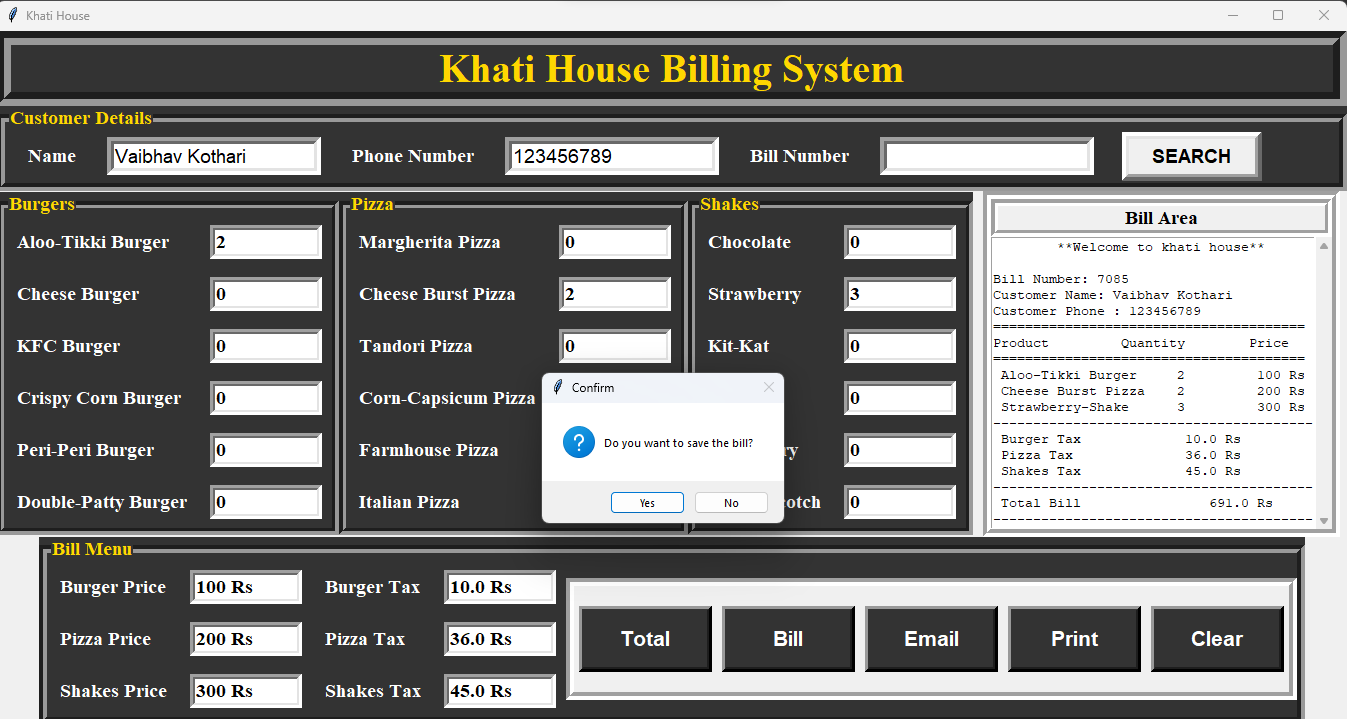 Khati House
Khati House Billing System
Customer Details
Name Vaibhav Kothari Phone Number 123456789 Bill Number SEARCH
Burgers
Aloo-Tikki Burger 2
Cheese Burger 0
KFC Burger 0
Crispy Corn Burger 0
Peri-Peri Burger 0
Double-Patty Burger 0
Pizza
Margherita Pizza 0
Cheese Burst Pizza 2
Tandori Pizza 0
Corn-Capsicum Pizza
Farmhouse Pizza
Italian Pizza
Shakes
Chocolate 0
Strawberry 3
Kit-Kat 0
0
ry 0
cotch 0
Confirm
Do you want to save the bill?
Yes No
Bill Area
**Welcome to khati house**
Bill Number: 7085
Customer Name: Vaibhav Kothari
Customer Phone : 123456789
=======================================
Product Quantity Price
=======================================
Aloo-Tikki Burger 2 100 Rs
Cheese Burst Pizza 2 200 Rs
Strawberry-Shake 3 300 Rs
----------------------------------------
Burger Tax 10.0 Rs
Pizza Tax 36.0 Rs
Shakes Tax 45.0 Rs
----------------------------------------
Total Bill 691.0 Rs
----------------------------------------
Bill Menu
Burger Price 100 Rs Burger Tax 10.0 Rs
Pizza Price 200 Rs Pizza Tax 36.0 Rs
Shakes Price 300 Rs Shakes Tax 45.0 Rs
Total Bill Email Print Clear